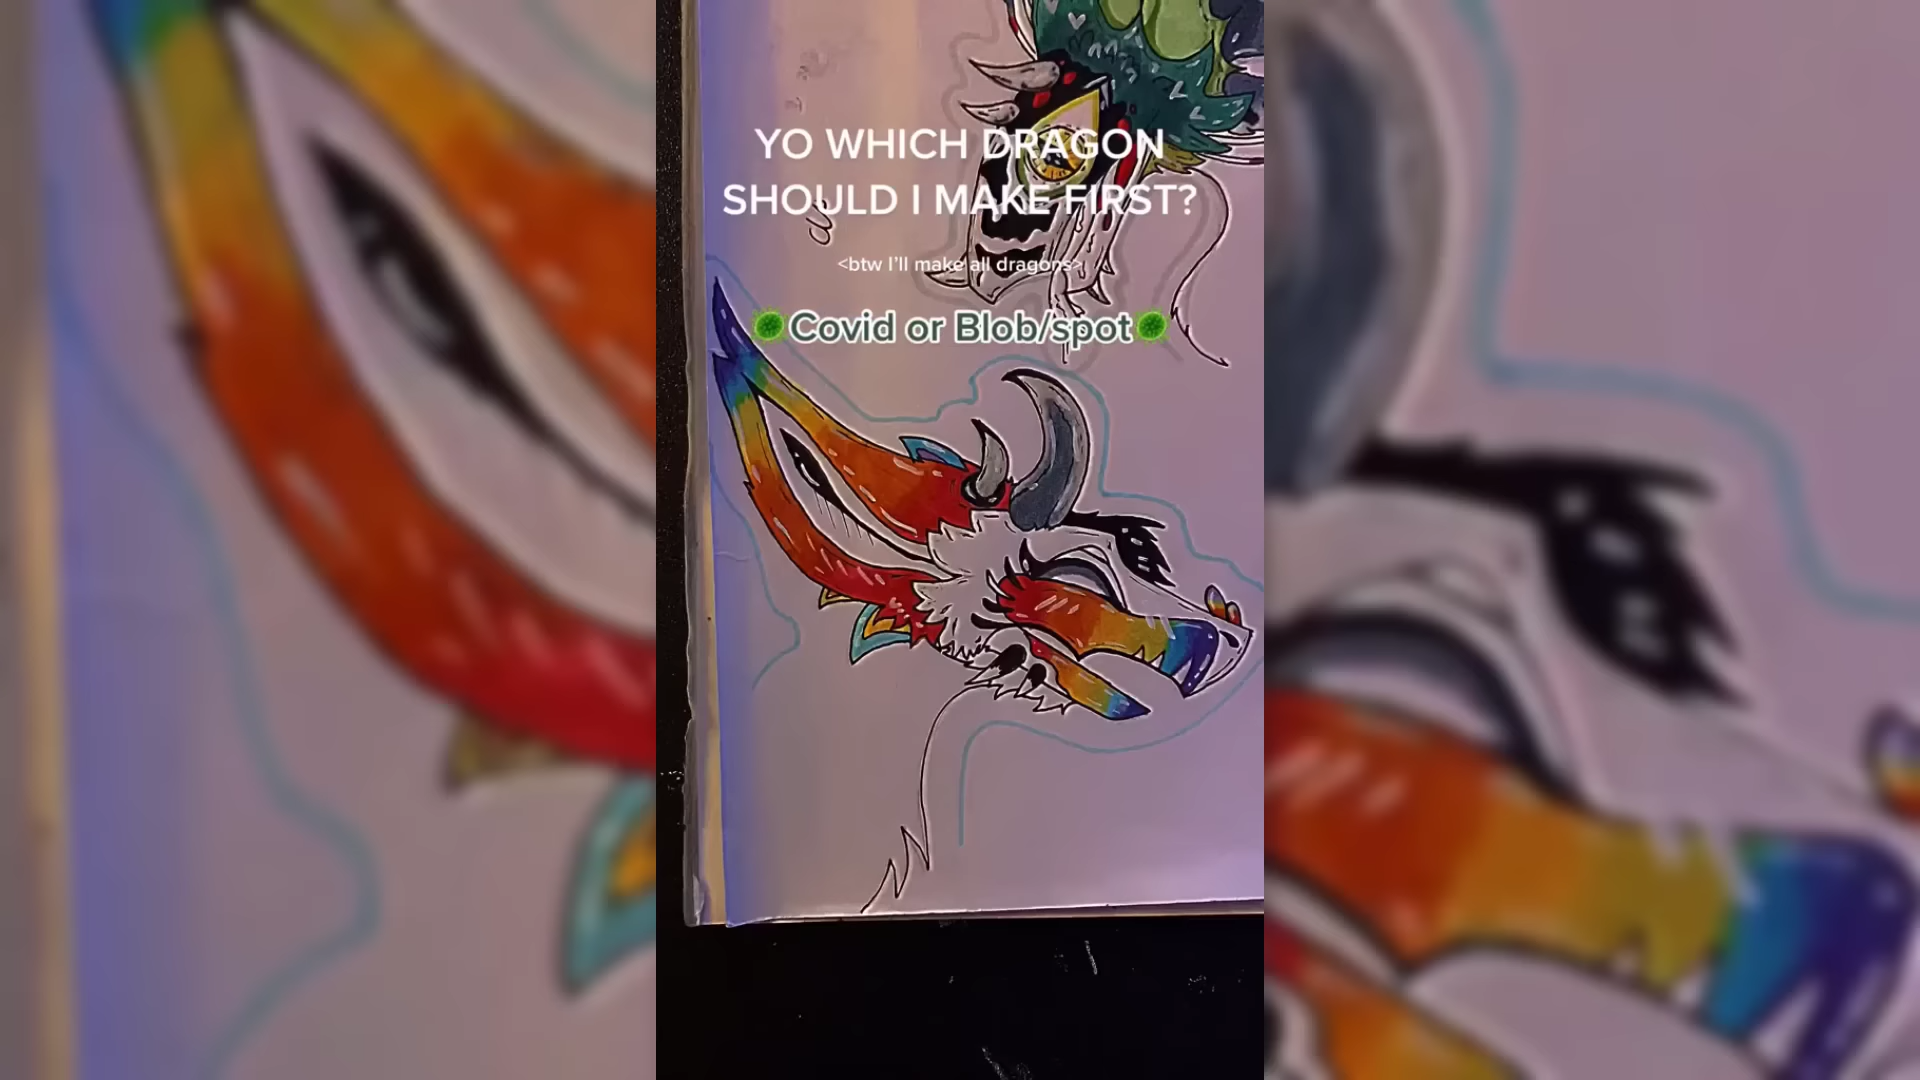 YO WHICH DRAGON
SHOULD I MAKE FIRST?
<btw I'll make all dragons>
Covid or Blob/spot